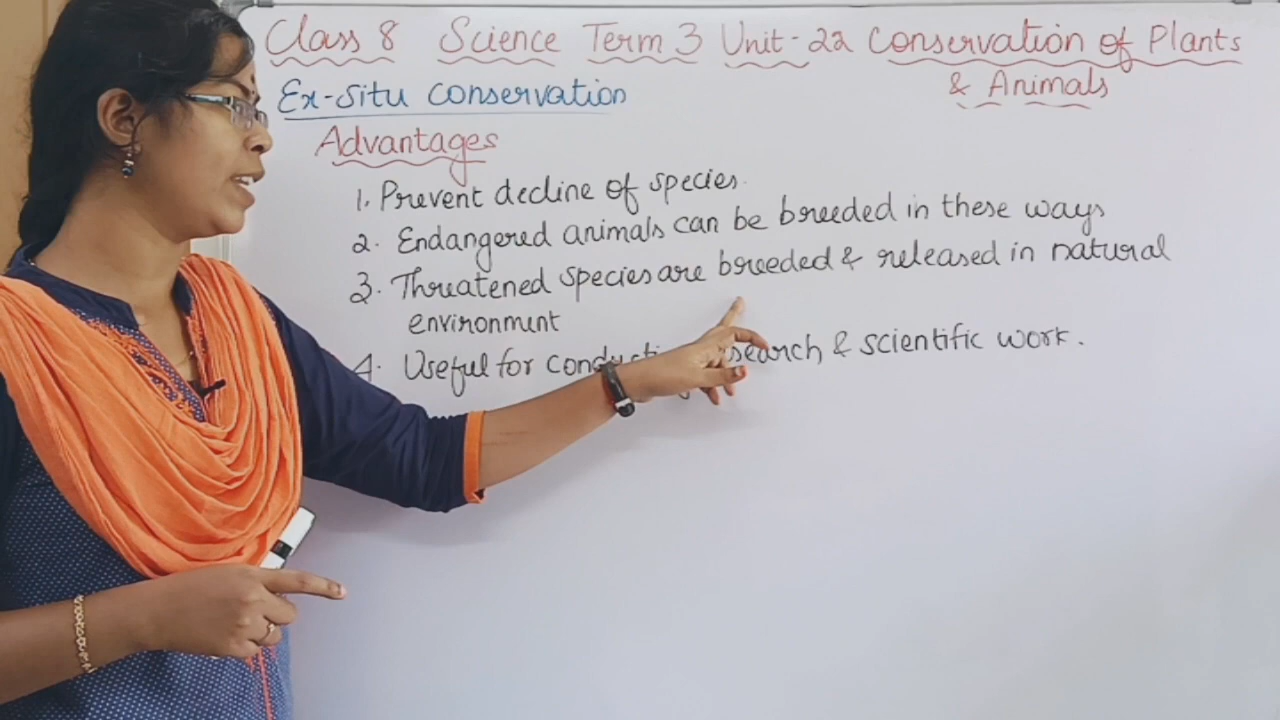 Class 8 Science Term 3 Unit-22 Conservation of Plants
& Animals
Ex-situ conservation
Advantages
1. Prevent decline of species.
2. Endangered animals can be breeded in these ways
3. Threatened species are breeded & released in natural
environment
4. Useful for & scientific work.